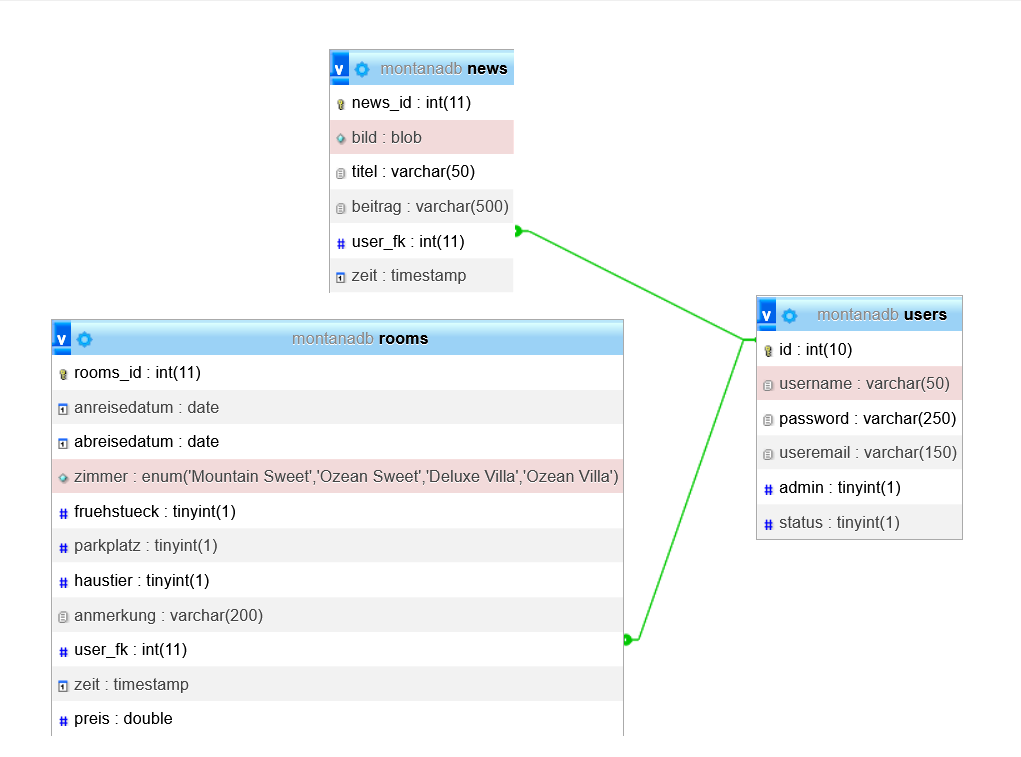 v montanadb news
news_id : int(11)
bild : blob
titel : varchar(50)
beitrag : varchar(500)
# user_fk : int(11)
zeit : timestamp
v montanadb rooms
rooms_id : int(11)
anreisedatum : date
abreisedatum : date
zimmer : enum('Mountain Sweet','Ozean Sweet','Deluxe Villa','Ozean Villa')
# fruehstueck : tinyint(1)
# parkplatz : tinyint(1)
# haustier : tinyint(1)
anmerkung : varchar(200)
# user_fk : int(11)
zeit : timestamp
# preis : double
v montanadb users
id : int(10)
username : varchar(50)
password : varchar(250)
useremail : varchar(150)
# admin : tinyint(1)
# status : tinyint(1)